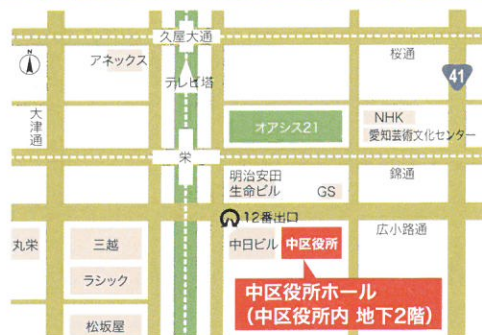 久屋大通
N
アネックス
桜通
41
テレビ塔
大津通
オアシス21
NHK
愛知芸術文化センター
栄
錦通
明治安田
生命ビル
GS
12番出口
広小路通
丸栄
三越
中日ビル
中区役所
ラシック
中区役所ホール
(中区役所内 地下2階)
松坂屋